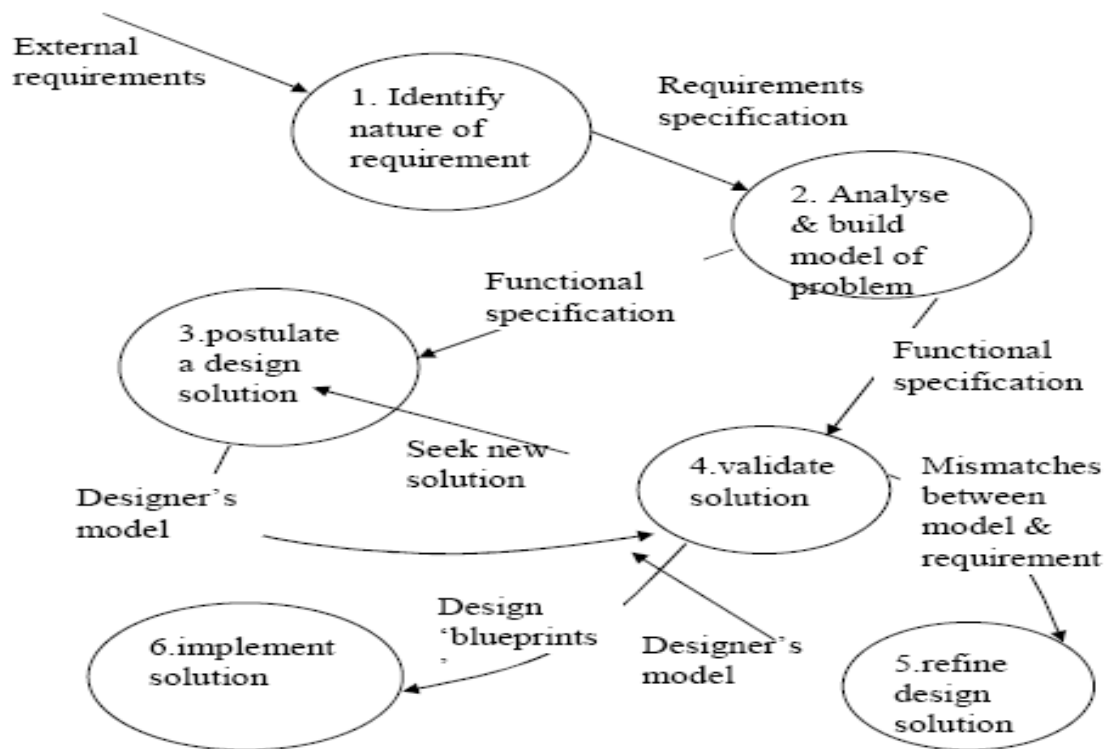 External
requirements
1. Identify
nature of
requirement
Requirements
specification
2. Analyse
& build
model of
problem
Functional
specification
3.postulate
a design
solution
Functional
specification
Seek new
solution
4.validate
solution
Mismatches
between
model &
requirement
Designer's
model
Design
'blueprints
,
Designer's
model
6.implement
solution
5.refine
design
solution